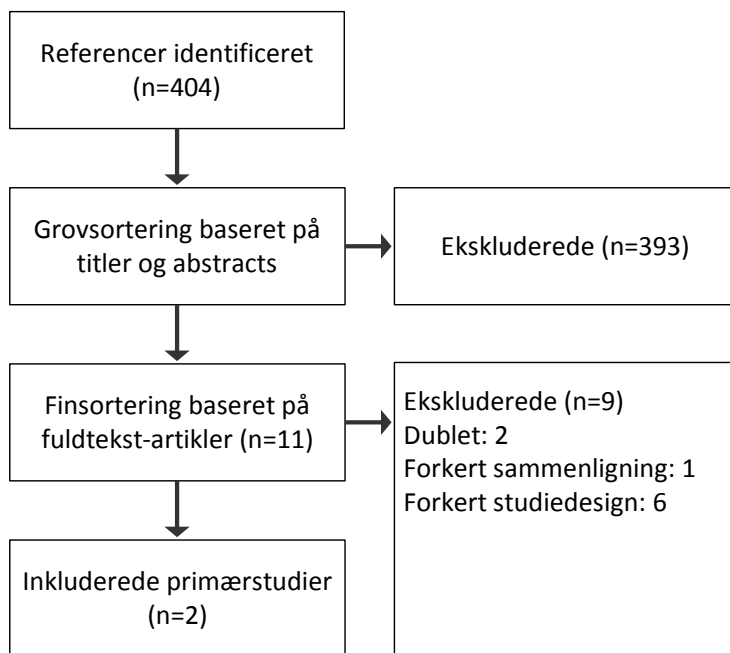 Referencer identificeret
(n=404)
Grovsortering baseret på
titler og abstracts
Ekskluderede (n=393)
Finsortering baseret på
fuldtekst-artikler (n=11)
Ekskluderede (n=9)
Dublet: 2
Forkert sammenligning: 1
Forkert studiedesign: 6
Inkluderede primærstudier
(n=2)